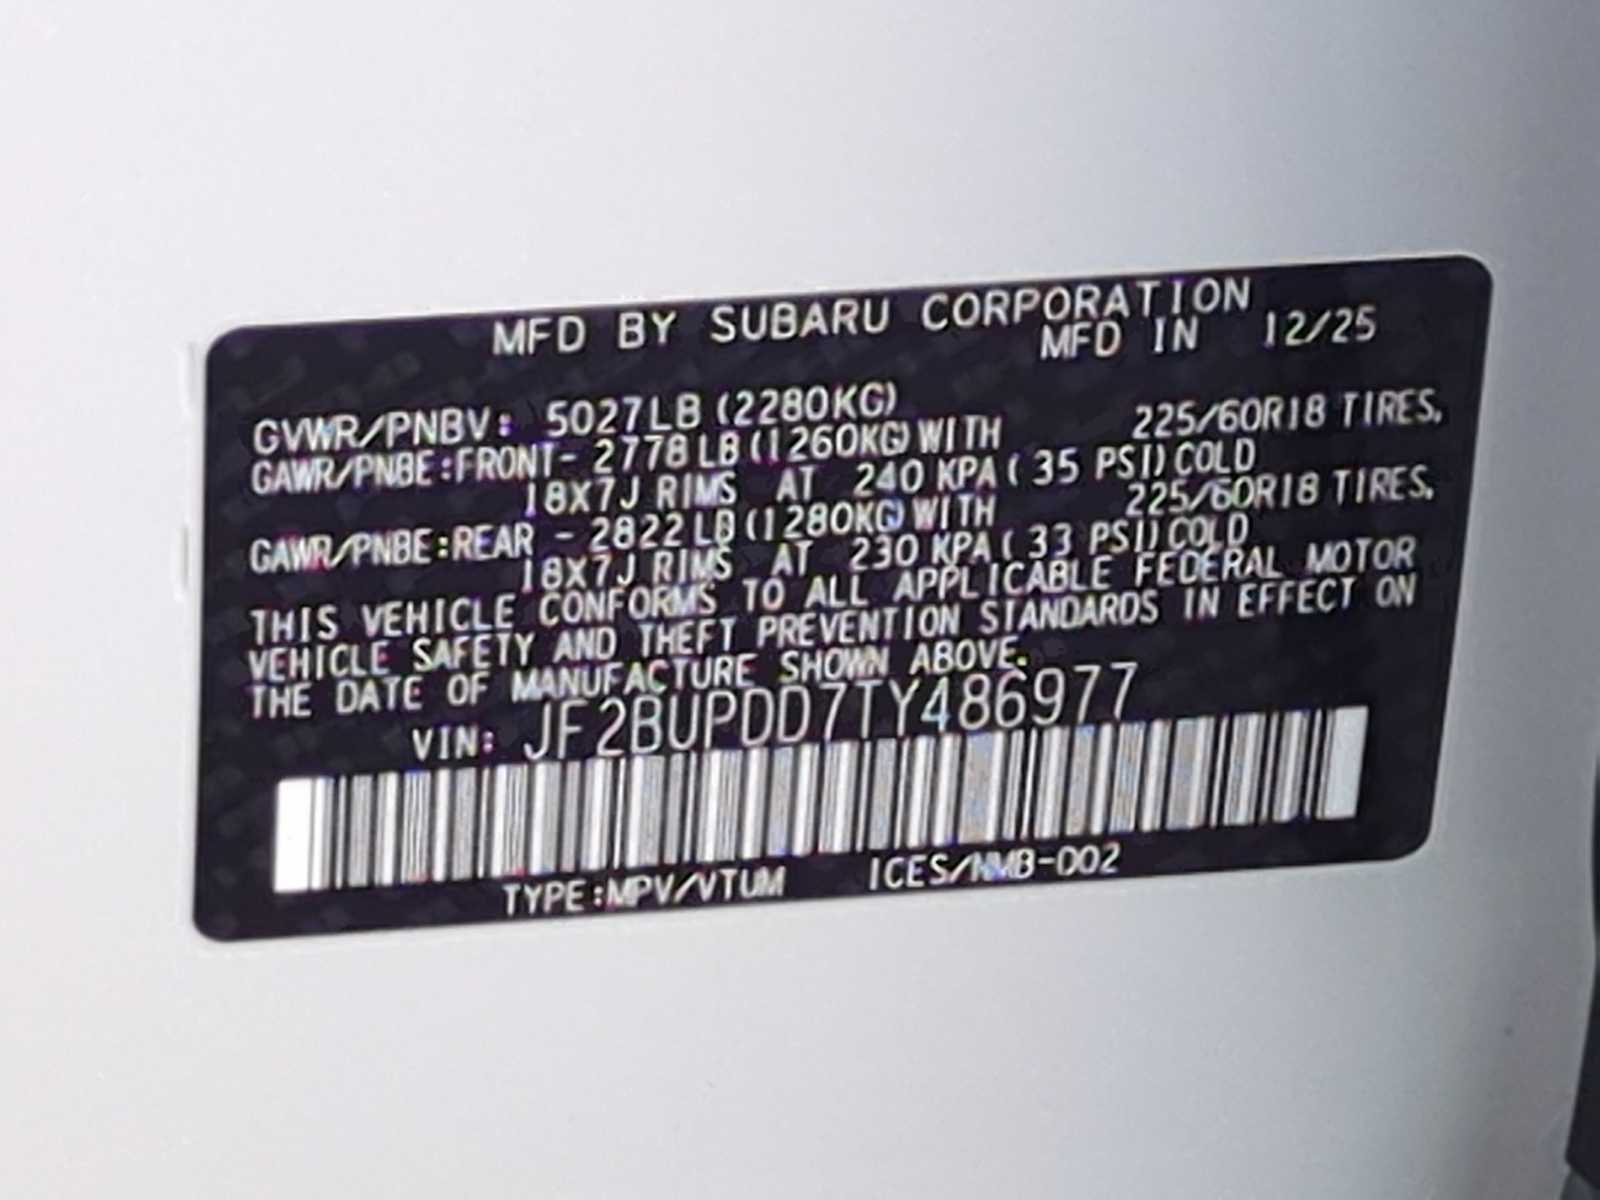 MFD BY SUBARU CORPORATION
MFD IN 12/25
GVWR/PNBV: 5027LB (2280KG)
GAWR/PNBE:FRONT- 2778LB(1260KG)WITH 225/60R18 TIRES,
18X7J RIMS AT 240 KPA( 35 PSI)COLD
GAWR/PNBE:REAR - 2822LB(1280KG)WITH 225/60R18 TIRES,
18X7J RIMS AT 230 KPA( 33 PSI)COLD
THIS VEHICLE CONFORMS TO ALL APPLICABLE FEDERAL MOTOR
VEHICLE SAFETY AND THEFT PREVENTION STANDARDS IN EFFECT ON
THE DATE OF MANUFACTURE SHOWN ABOVE.
VIN: JF2BUPDD7TY486977
TYPE:MPV/VTUM ICES/NMB-002